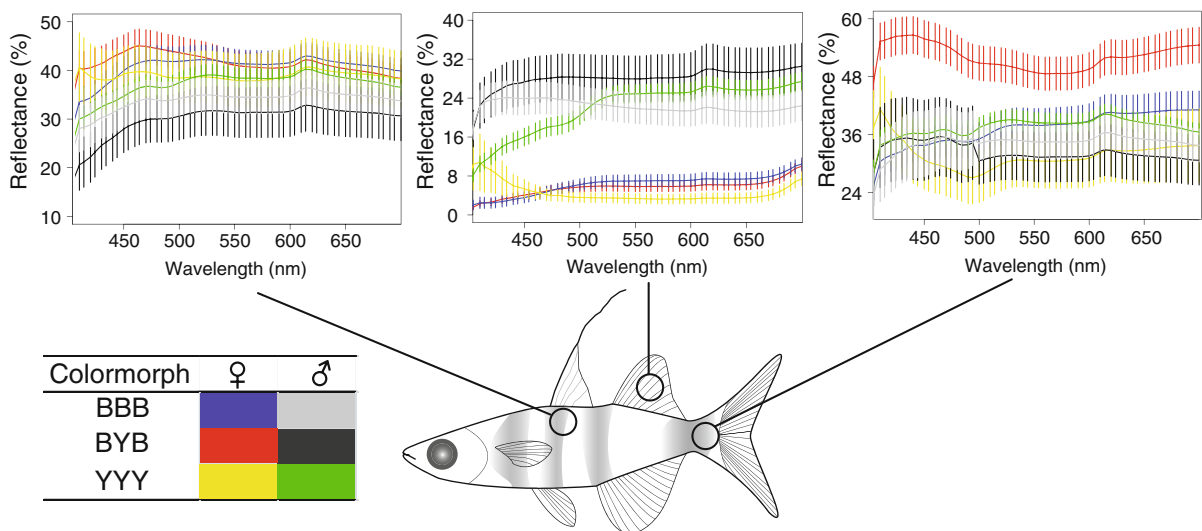 Reflectance (%)
50
40
30
20
10
450 500 550 600 650
Wavelength (nm)
Reflectance (%)
40
32
24
16
8
0
450 500 550 600 650
Wavelength (nm)
Reflectance (%)
60
48
36
24
450 500 550 600 650
Wavelength (nm)
Colormorph ♀ ♂
BBB
BYB
YYY